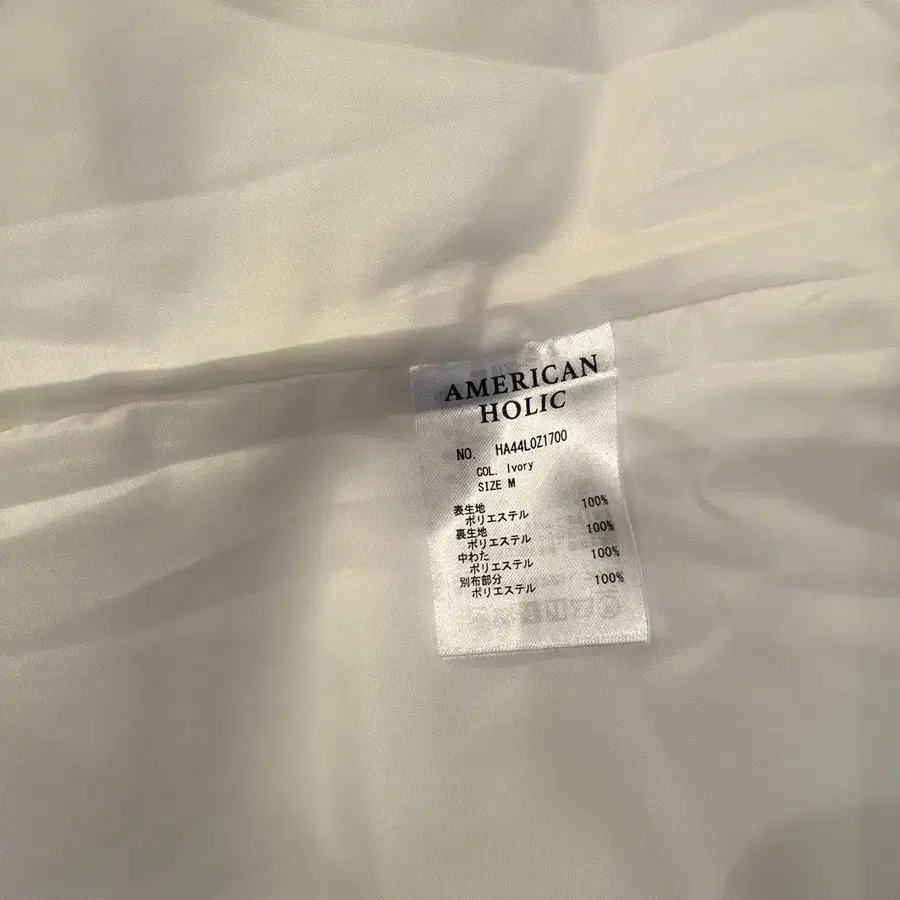 AMERICAN
HOLIC
NO. HA44L0Z1700
COL. Ivory
SIZE M
表生地
ポリエステル 100%
裏生地
ポリエステル 100%
中わた
ポリエステル 100%
別布部分
ポリエステル 100%